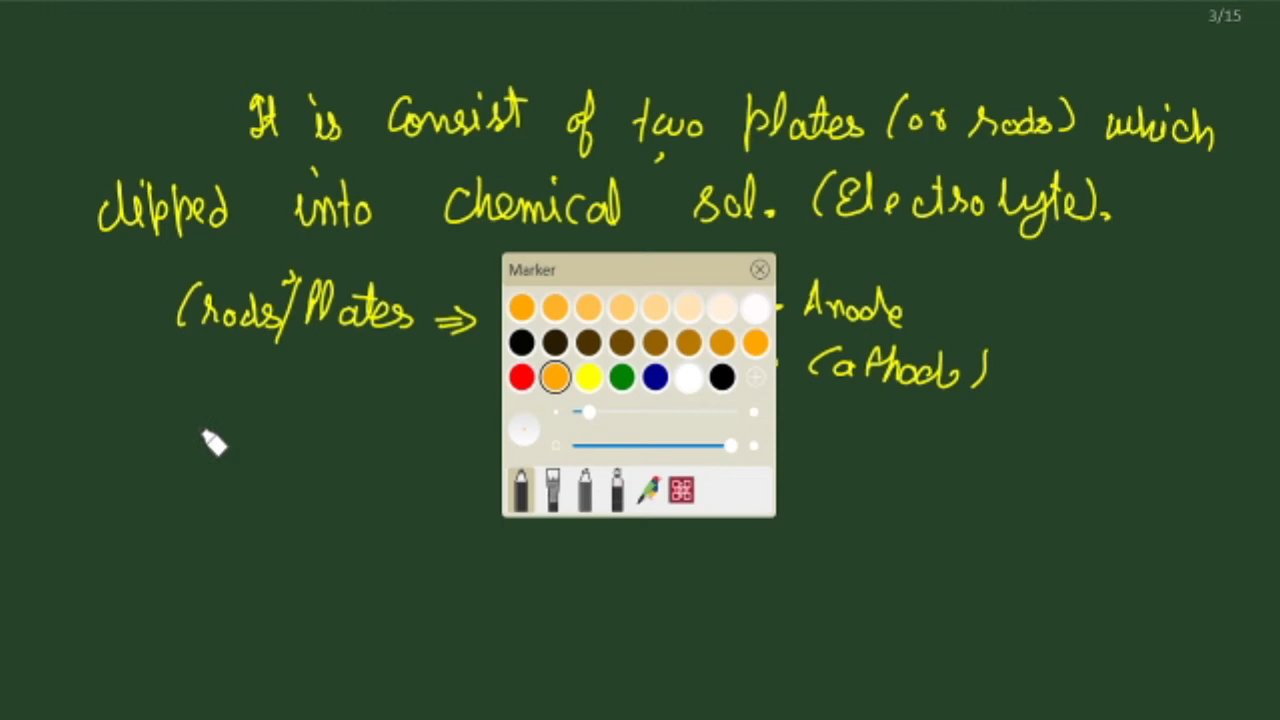 3/15
It is consist of two plates (or rods) which
dipped into chemical sol. (Electrolyte).
(rods/Plates ⇒
Marker
Anode
(Cathode)